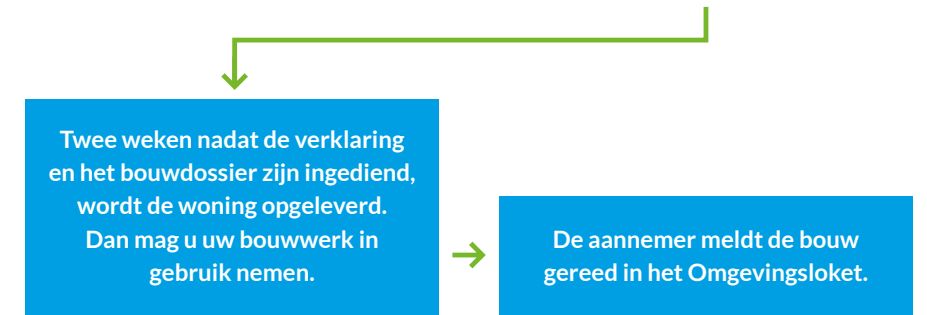 Twee weken nadat de verklaring
en het bouwdossier zijn ingediend,
wordt de woning opgeleverd.
Dan mag u uw bouwwerk in
gebruik nemen.
De aannemer meldt de bouw
gereed in het Omgevingsloket.